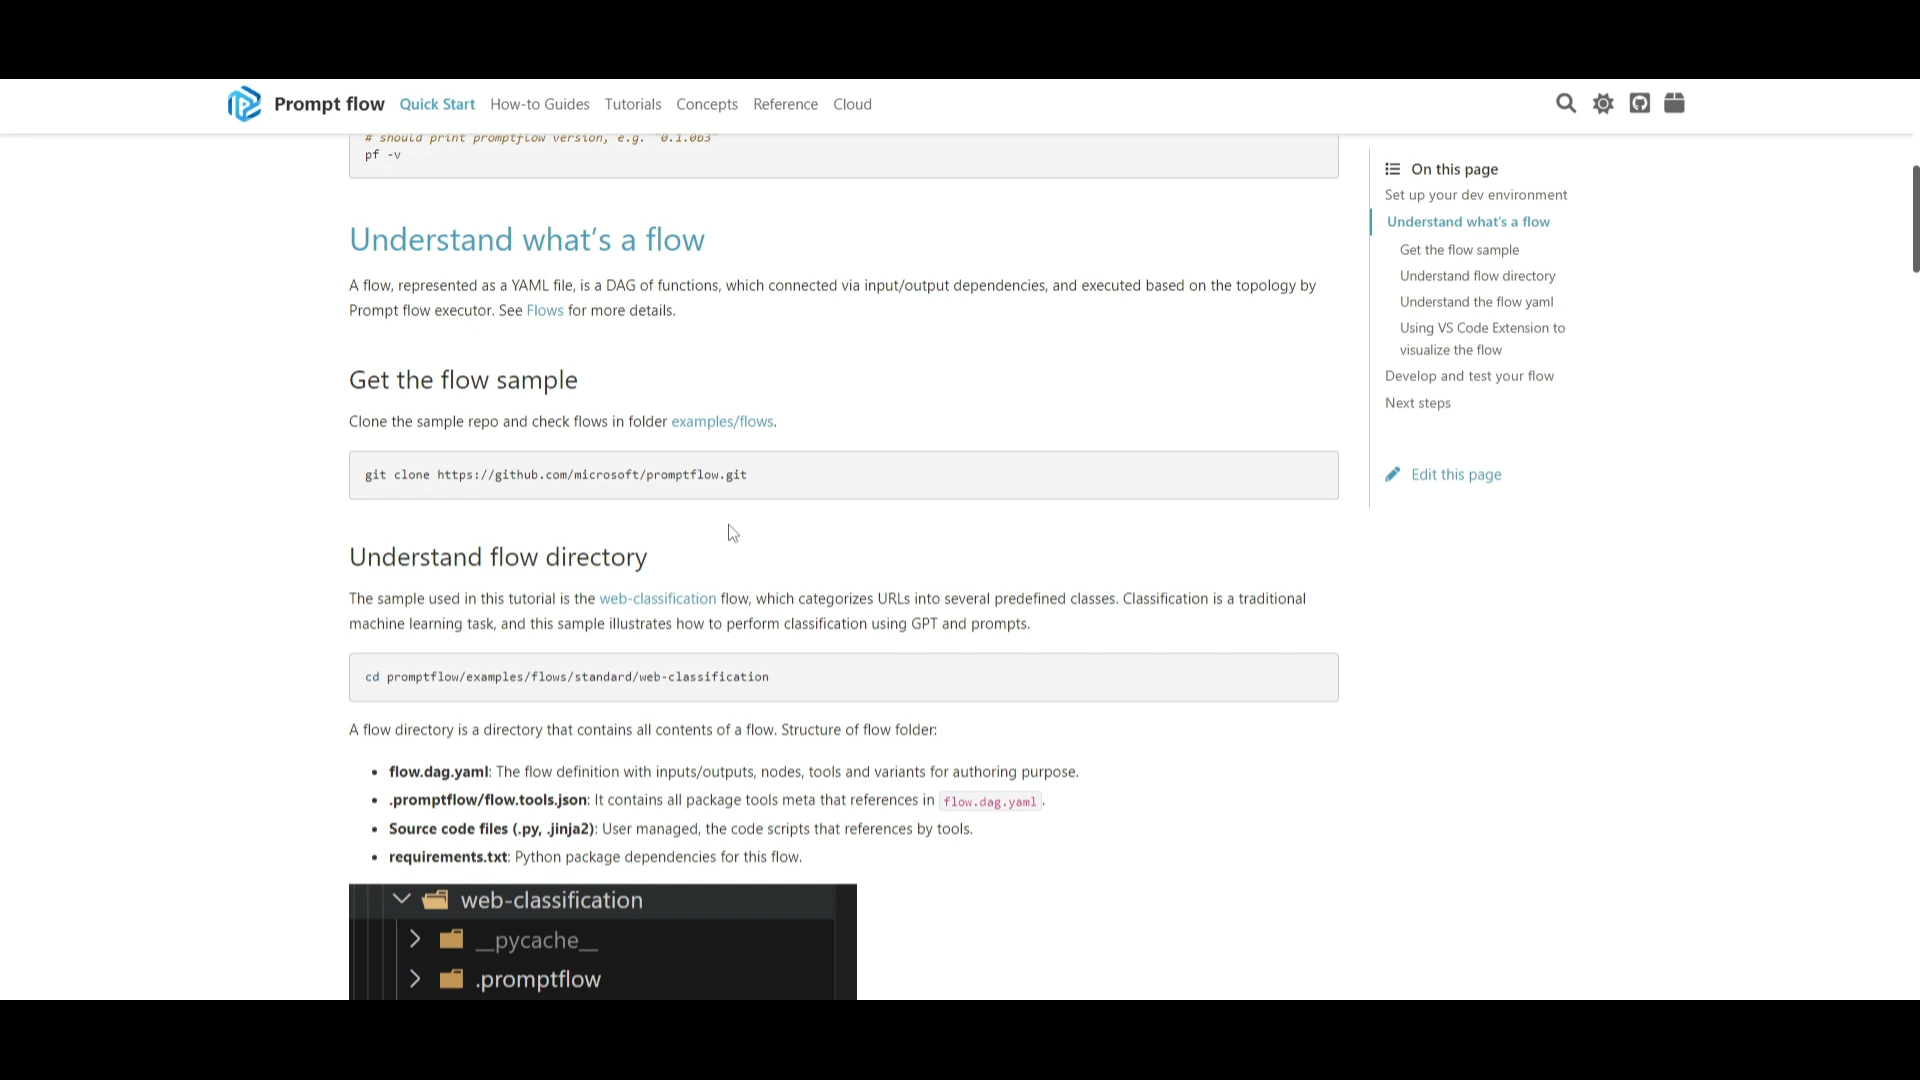 Prompt flow Quick Start How-to Guides Tutorials Concepts Reference Cloud
# should print promptflow version, e.g. "0.1.0b3"
pf -v
Understand what's a flow
A flow, represented as a YAML file, is a DAG of functions, which connected via input/output dependencies, and executed based on the topology by
Prompt flow executor. See Flows for more details.
Get the flow sample
Clone the sample repo and check flows in folder examples/flows.
git clone https://github.com/microsoft/promptflow.git
Understand flow directory
The sample used in this tutorial is the web-classification flow, which categorizes URLs into several predefined classes. Classification is a traditional
machine learning task, and this sample illustrates how to perform classification using GPT and prompts.
cd promptflow/examples/flows/standard/web-classification
A flow directory is a directory that contains all contents of a flow. Structure of flow folder:
• flow.dag.yaml: The flow definition with inputs/outputs, nodes, tools and variants for authoring purpose.
• .promptflow/flow.tools.json: It contains all package tools meta that references in flow.dag.yaml.
• Source code files (.py, .jinja2): User managed, the code scripts that references by tools.
• requirements.txt: Python package dependencies for this flow.
web-classification
__pycache__
.promptflow
On this page
Set up your dev environment
Understand what's a flow
Get the flow sample
Understand flow directory
Understand the flow yaml
Using VS Code Extension to
visualize the flow
Develop and test your flow
Next steps
Edit this page